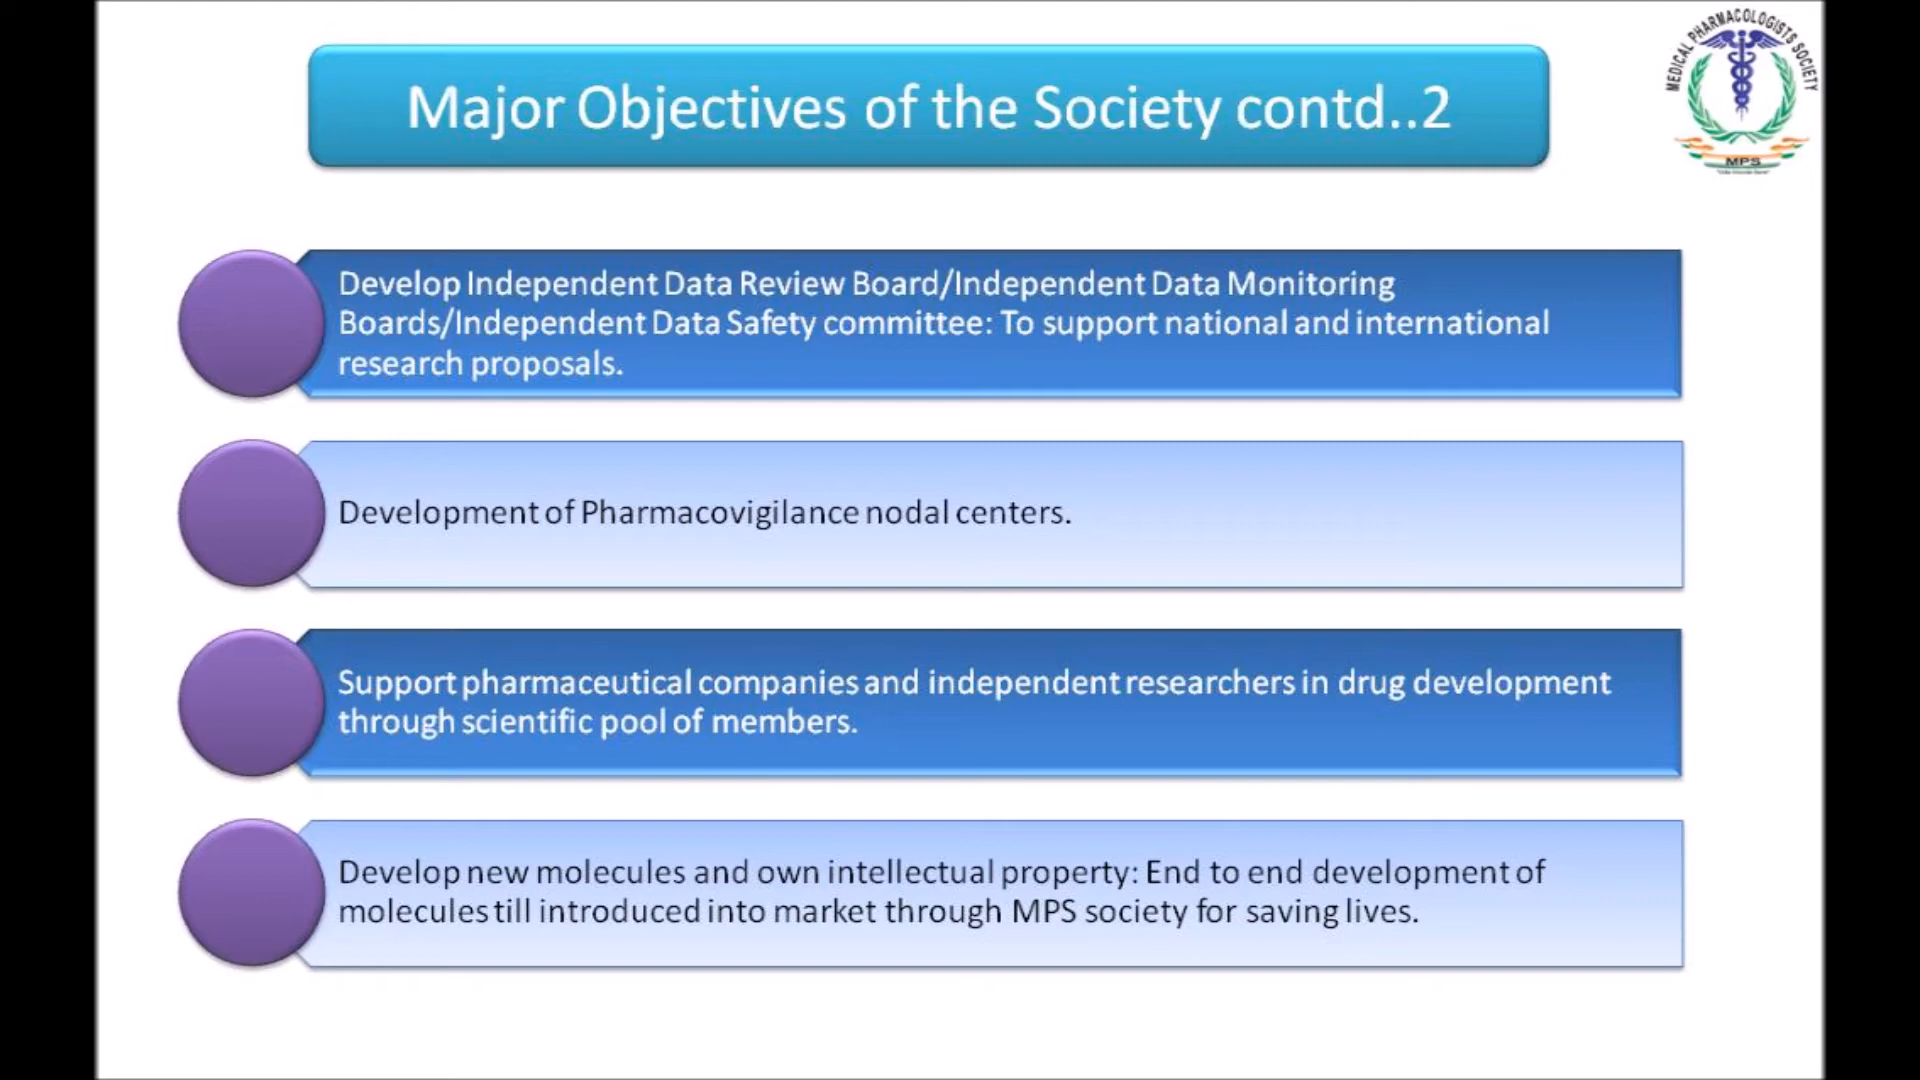 MEDICAL PHARMACOLOGISTS SOCIETY
MPS
Major Objectives of the Society contd..2
Develop Independent Data Review Board/Independent Data Monitoring
Boards/Independent Data Safety committee: To support national and international
research proposals.
Development of Pharmacovigilance nodal centers.
Support pharmaceutical companies and independent researchers in drug development
through scientific pool of members.
Develop new molecules and own intellectual property: End to end development of
molecules till introduced into market through MPS society for saving lives.